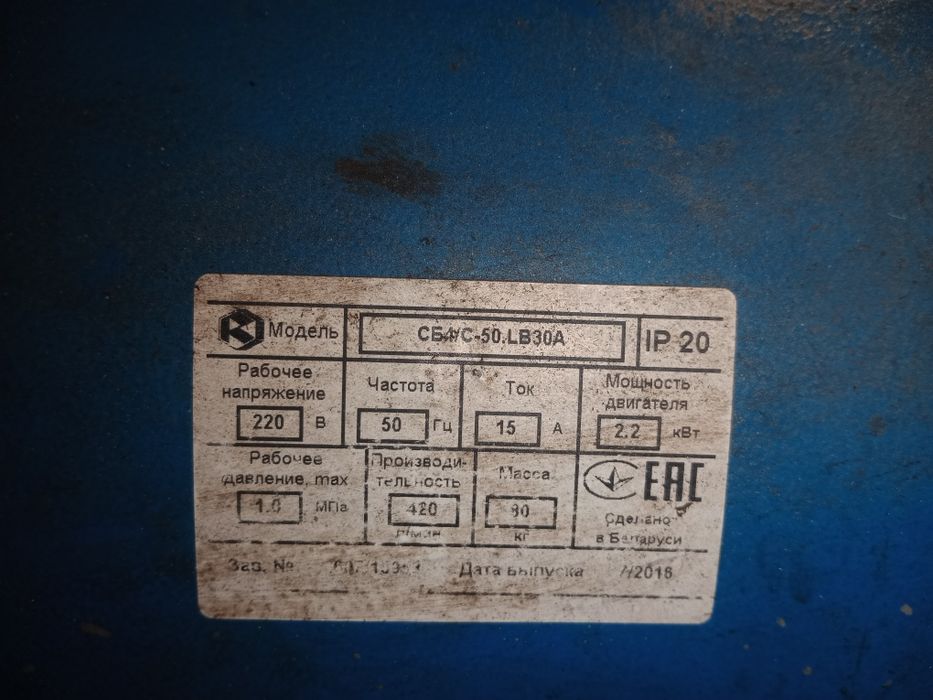 Модель СБ4/С-50.LB30A IP 20
Рабочее напряжение 220 В
Частота 50 Гц
Ток 15 А
Мощность двигателя 2.2 кВт
Рабочее давление, max 1.0 МПа
Производи-
тельность 420 л/мин
Масса 80 кг
EAC
Сделано
в Беларуси
Зав. № Дата выпуска 2018